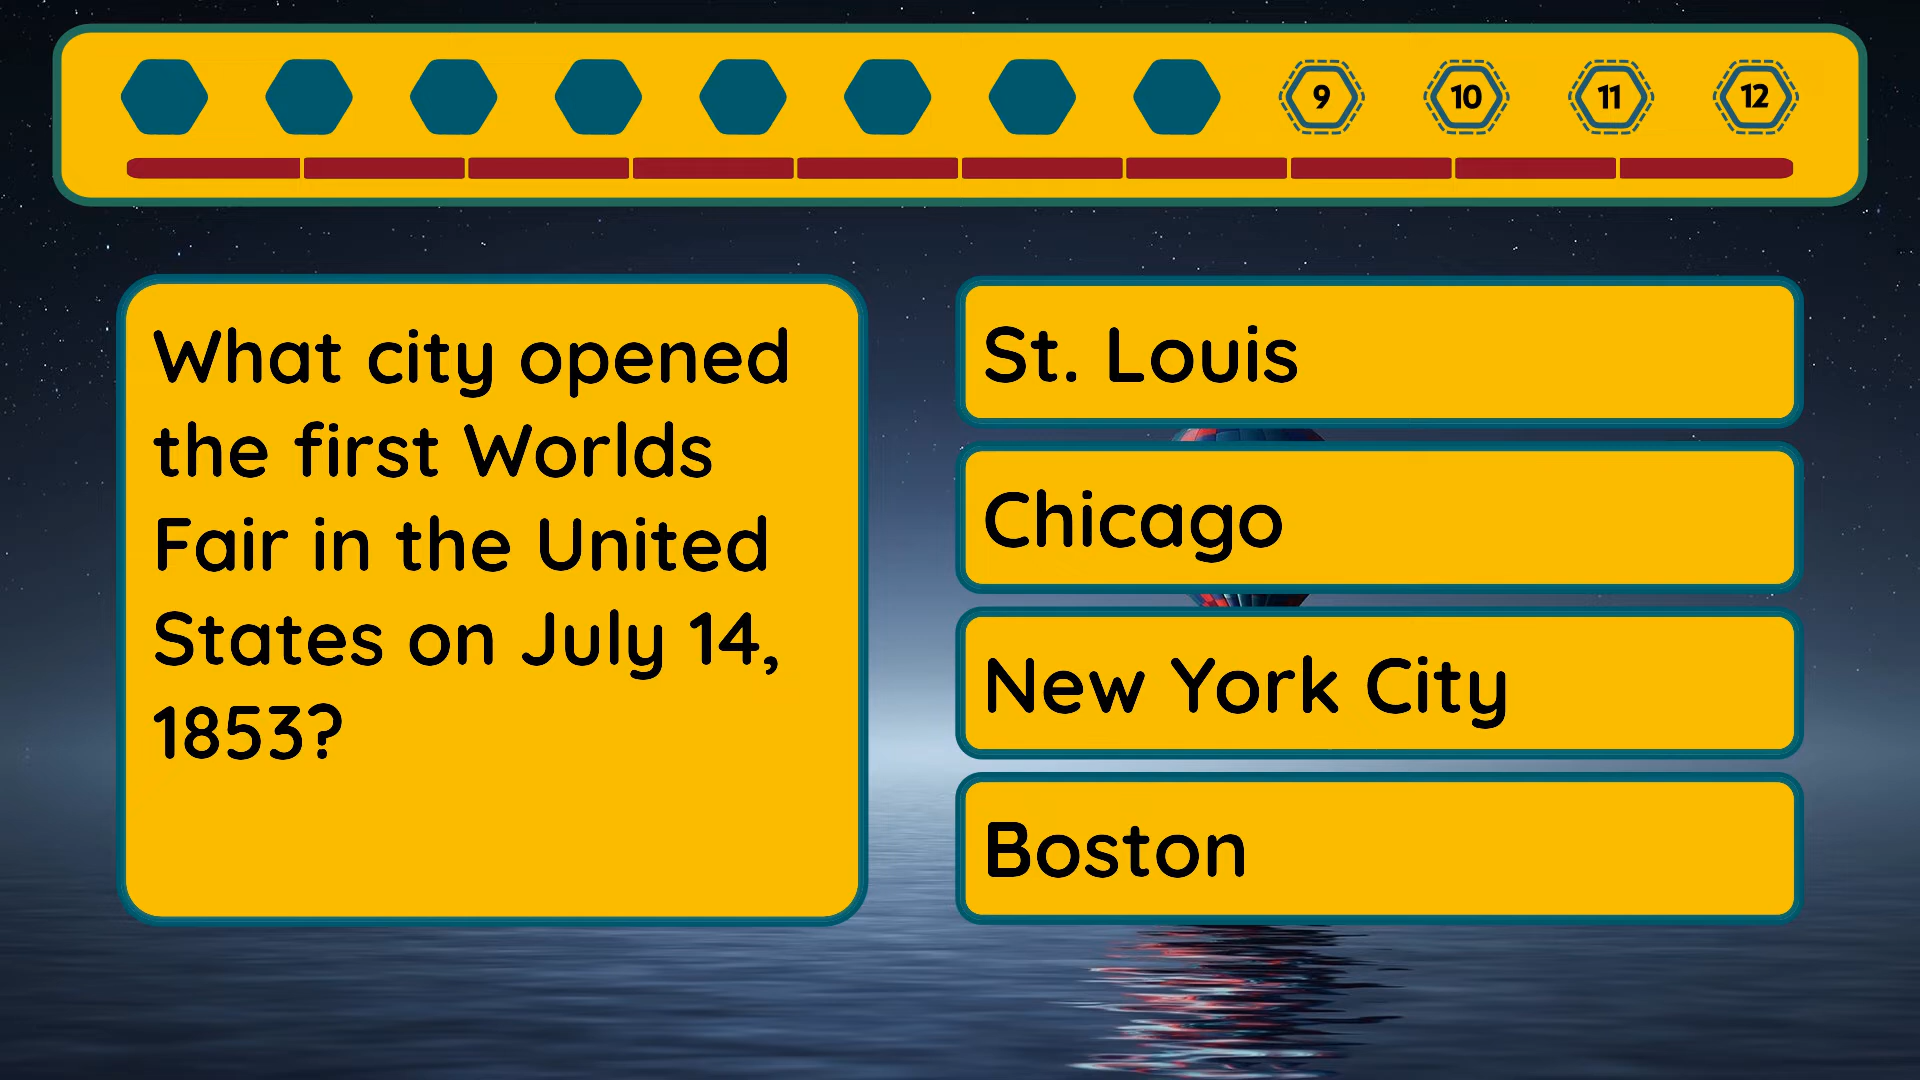 9 10 11 12
What city opened
the first Worlds
Fair in the United
States on July 14,
1853?
St. Louis
Chicago
New York City
Boston